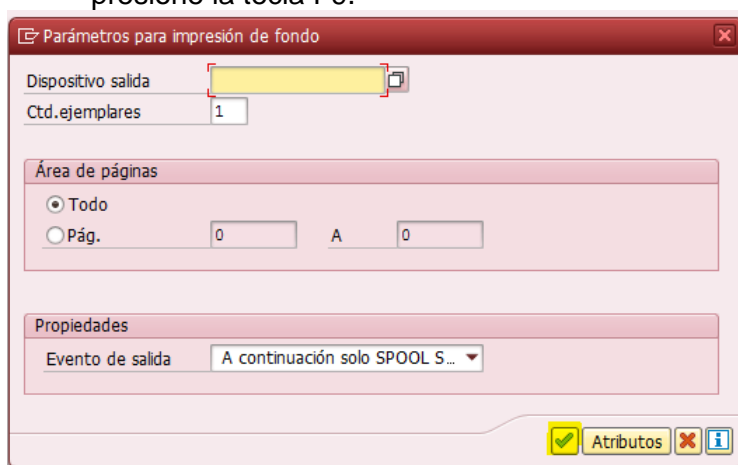 Parámetros para impresión de fondo
Dispositivo salida
Ctd.ejemplares 1
Área de páginas
Todo
Pág. 0 A 0
Propiedades
Evento de salida A continuación solo SPOOL S...
Atributos